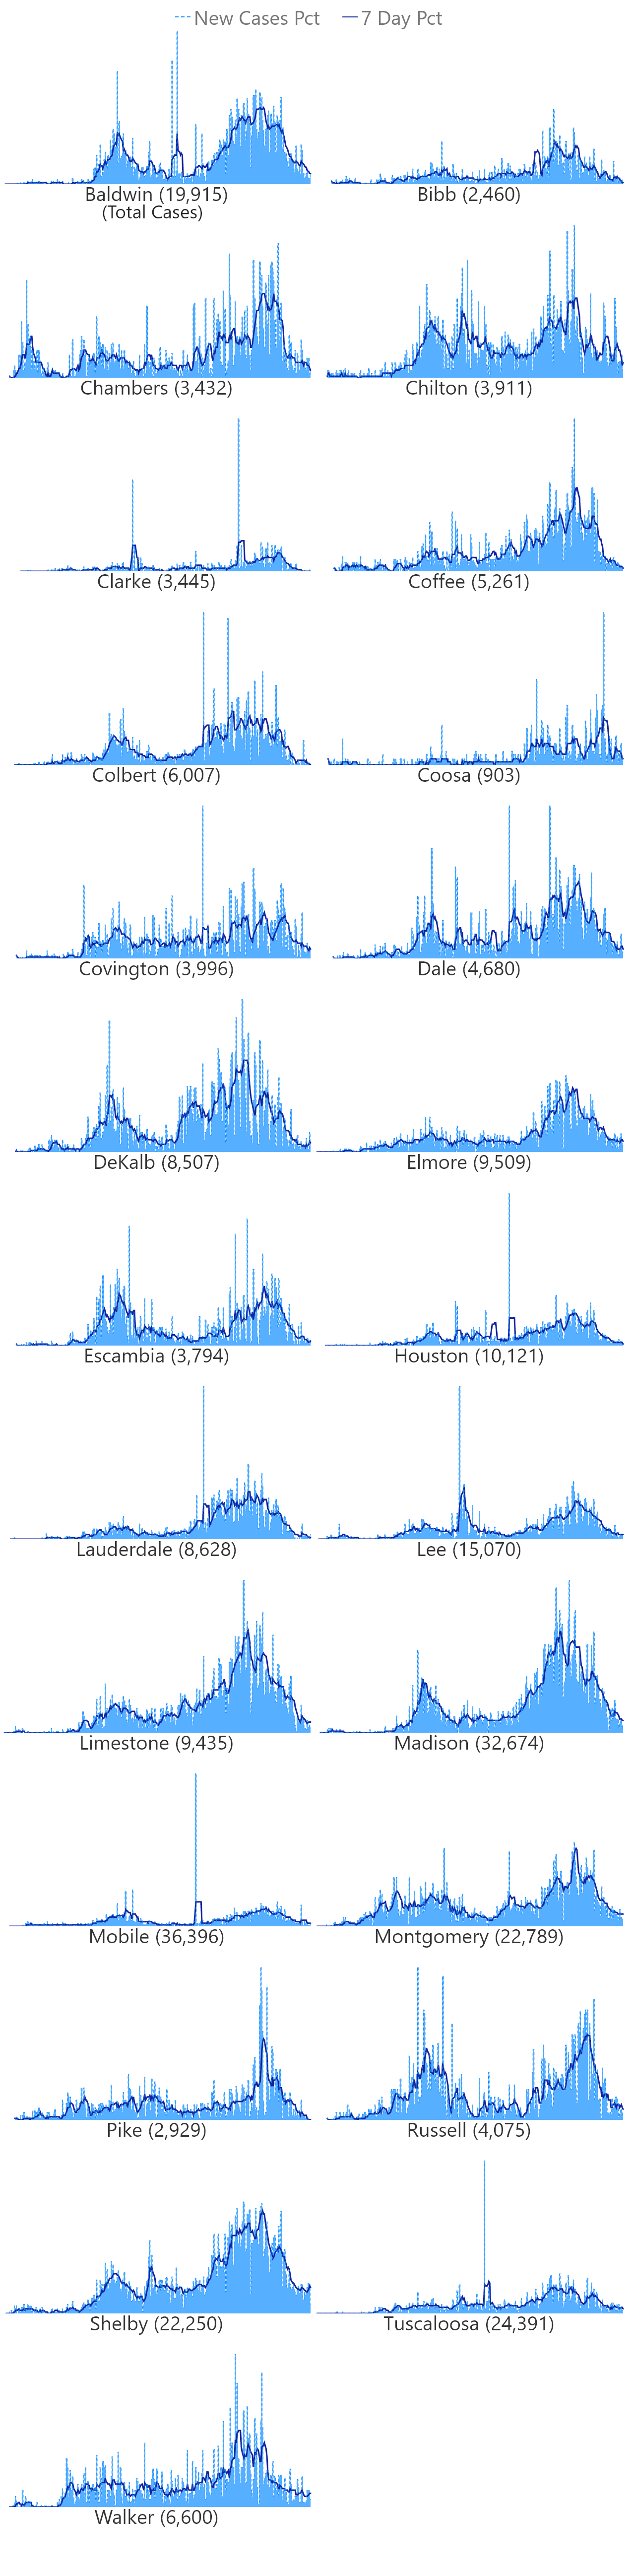 New Cases Pct 7 Day Pct
Baldwin (19,915) Bibb (2,460)
(Total Cases)
Chambers (3,432) Chilton (3,911)
Clarke (3,445) Coffee (5,261)
Colbert (6,007) Coosa (903)
Covington (3,996) Dale (4,680)
DeKalb (8,507) Elmore (9,509)
Escambia (3,794) Houston (10,121)
Lauderdale (8,628) Lee (15,070)
Limestone (9,435) Madison (32,674)
Mobile (36,396) Montgomery (22,789)
Pike (2,929) Russell (4,075)
Shelby (22,250) Tuscaloosa (24,391)
Walker (6,600)